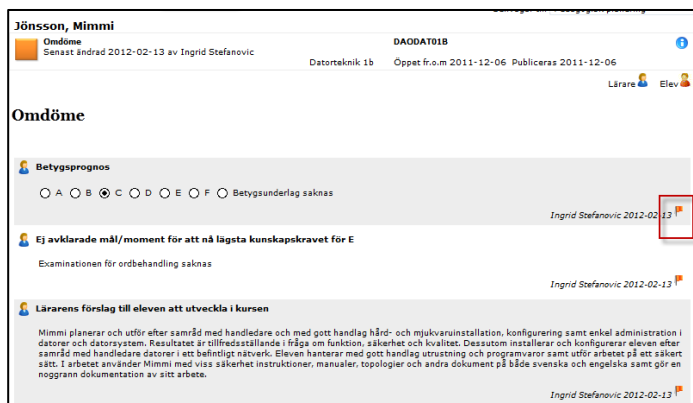 Jönsson, Mimmi
Omdöme DAODAT01B
Senast ändrad 2012-02-13 av Ingrid Stefanovic
Datorteknik 1b Öppet fr.o.m 2011-12-06 Publiceras 2011-12-06
Lärare Elev
Omdöme
Betygsprognos
A B C D E F Betygsunderlag saknas
Ingrid Stefanovic 2012-02-13
Ej avklarade mål/moment för att nå lägsta kunskapskravet för E
Examinationen för ordbehandling saknas
Ingrid Stefanovic 2012-02-13
Lärarens förslag till eleven att utveckla i kursen
Mimmi planerar och utför efter samråd med handledare och med gott handlag hård- och mjukvaruinstallation, konfigurering samt enkel administration i
datorer och datorsystem. Resultatet är tillfredsställande i fråga om funktion, säkerhet och kvalitet. Dessutom installerar och konfigurerar eleven efter
samråd med handledare datorer i ett befintligt nätverk. Eleven hanterar med gott handlag utrustning och programvaror samt utför arbetet på ett säkert
sätt. I arbetet använder Mimmi med viss säkerhet instruktioner, manualer, topologier och andra dokument på både svenska och engelska samt gör en
noggrann dokumentation av sitt arbete.
Ingrid Stefanovic 2012-02-13